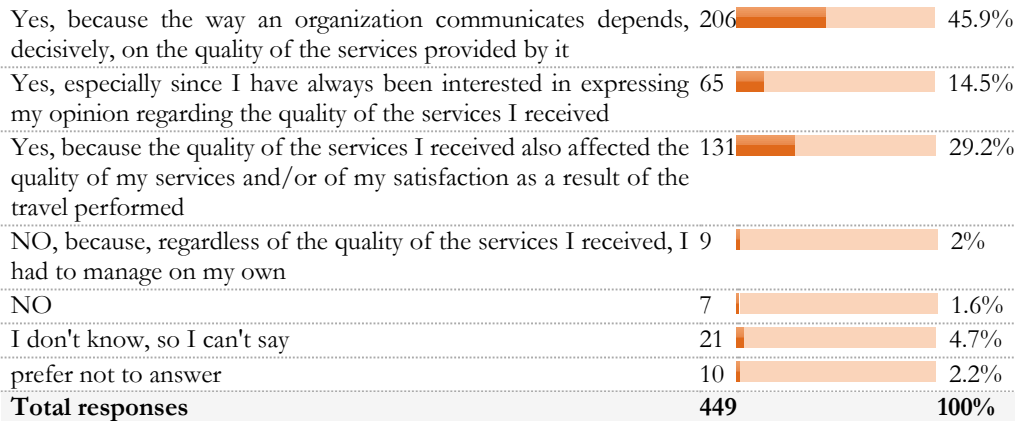 Yes, because the way an organization communicates depends, 206 45.9%
decisively, on the quality of the services provided by it
Yes, especially since I have always been interested in expressing 65 14.5%
my opinion regarding the quality of the services I received
Yes, because the quality of the services I received also affected the 131 29.2%
quality of my services and/or of my satisfaction as a result of the
travel performed
NO, because, regardless of the quality of the services I received, I 9 2%
had to manage on my own
NO 7 1.6%
I don't know, so I can't say 21 4.7%
prefer not to answer 10 2.2%
Total responses 449 100%